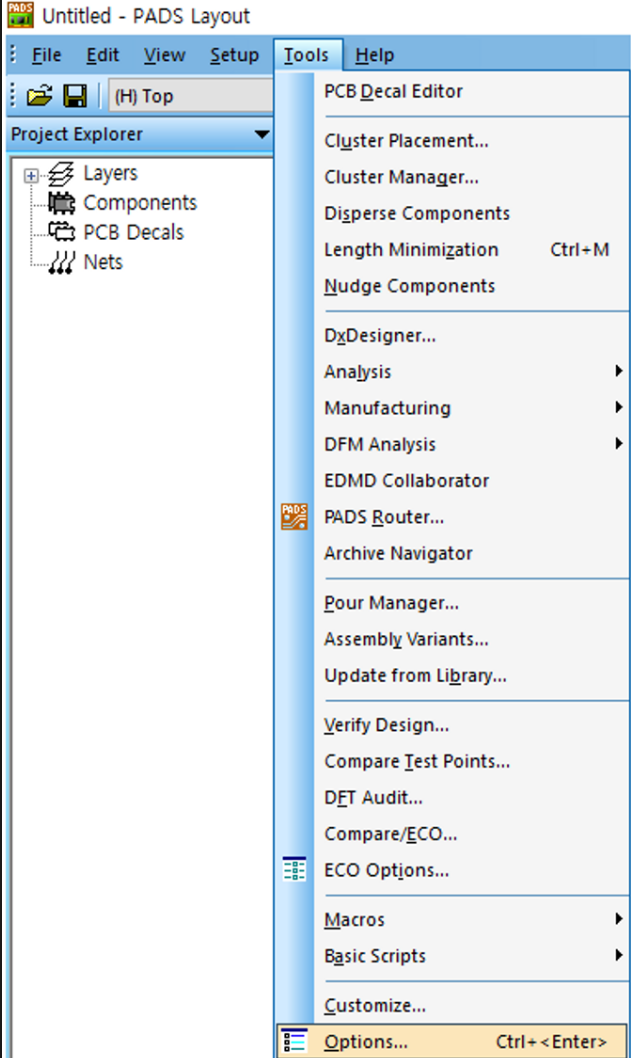 PADS
Untitled - PADS Layout
File Edit View Setup Tools Help
(H) Top
Project Explorer
Layers
Components
PCB Decals
Nets
PCB Decal Editor
Cluster Placement...
Cluster Manager...
Disperse Components
Length Minimization Ctrl+M
Nudge Components
DxDesigner...
Analysis
Manufacturing
DFM Analysis
EDMD Collaborator
PADS
PADS Router...
Archive Navigator
Pour Manager...
Assembly Variants...
Update from Library...
Verify Design...
Compare Test Points...
DFT Audit...
Compare/ECO...
ECO Options...
Macros
Basic Scripts
Customize...
Options... Ctrl+<Enter>